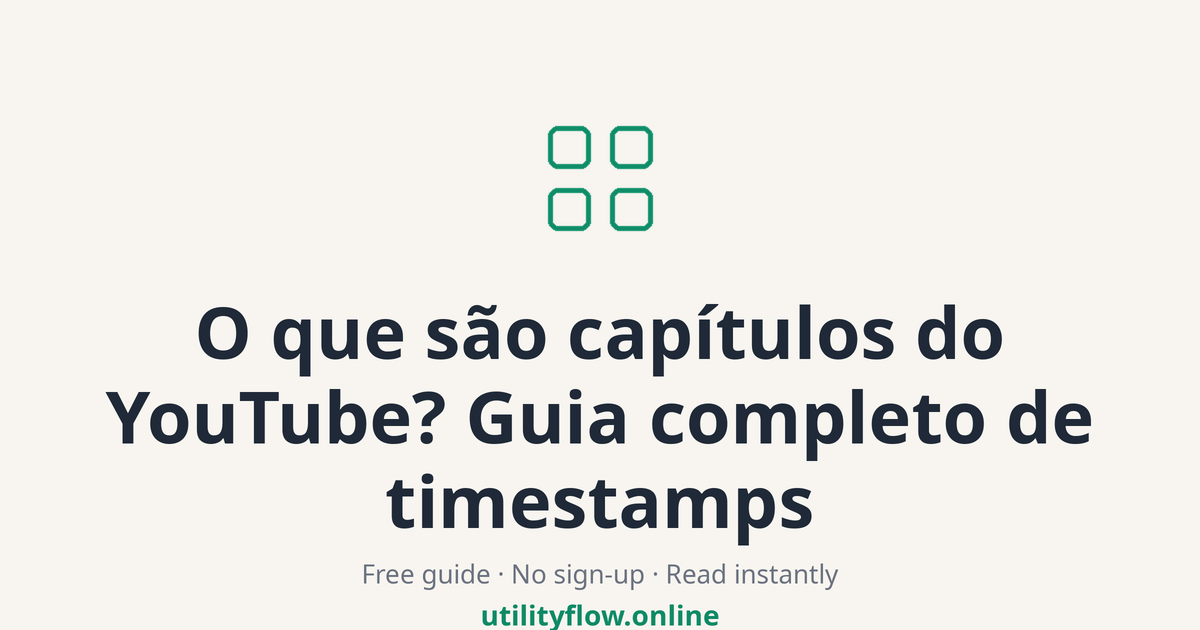 O que são capítulos do
YouTube? Guia completo de
timestamps
Free guide · No sign-up · Read instantly
utilityflow.online